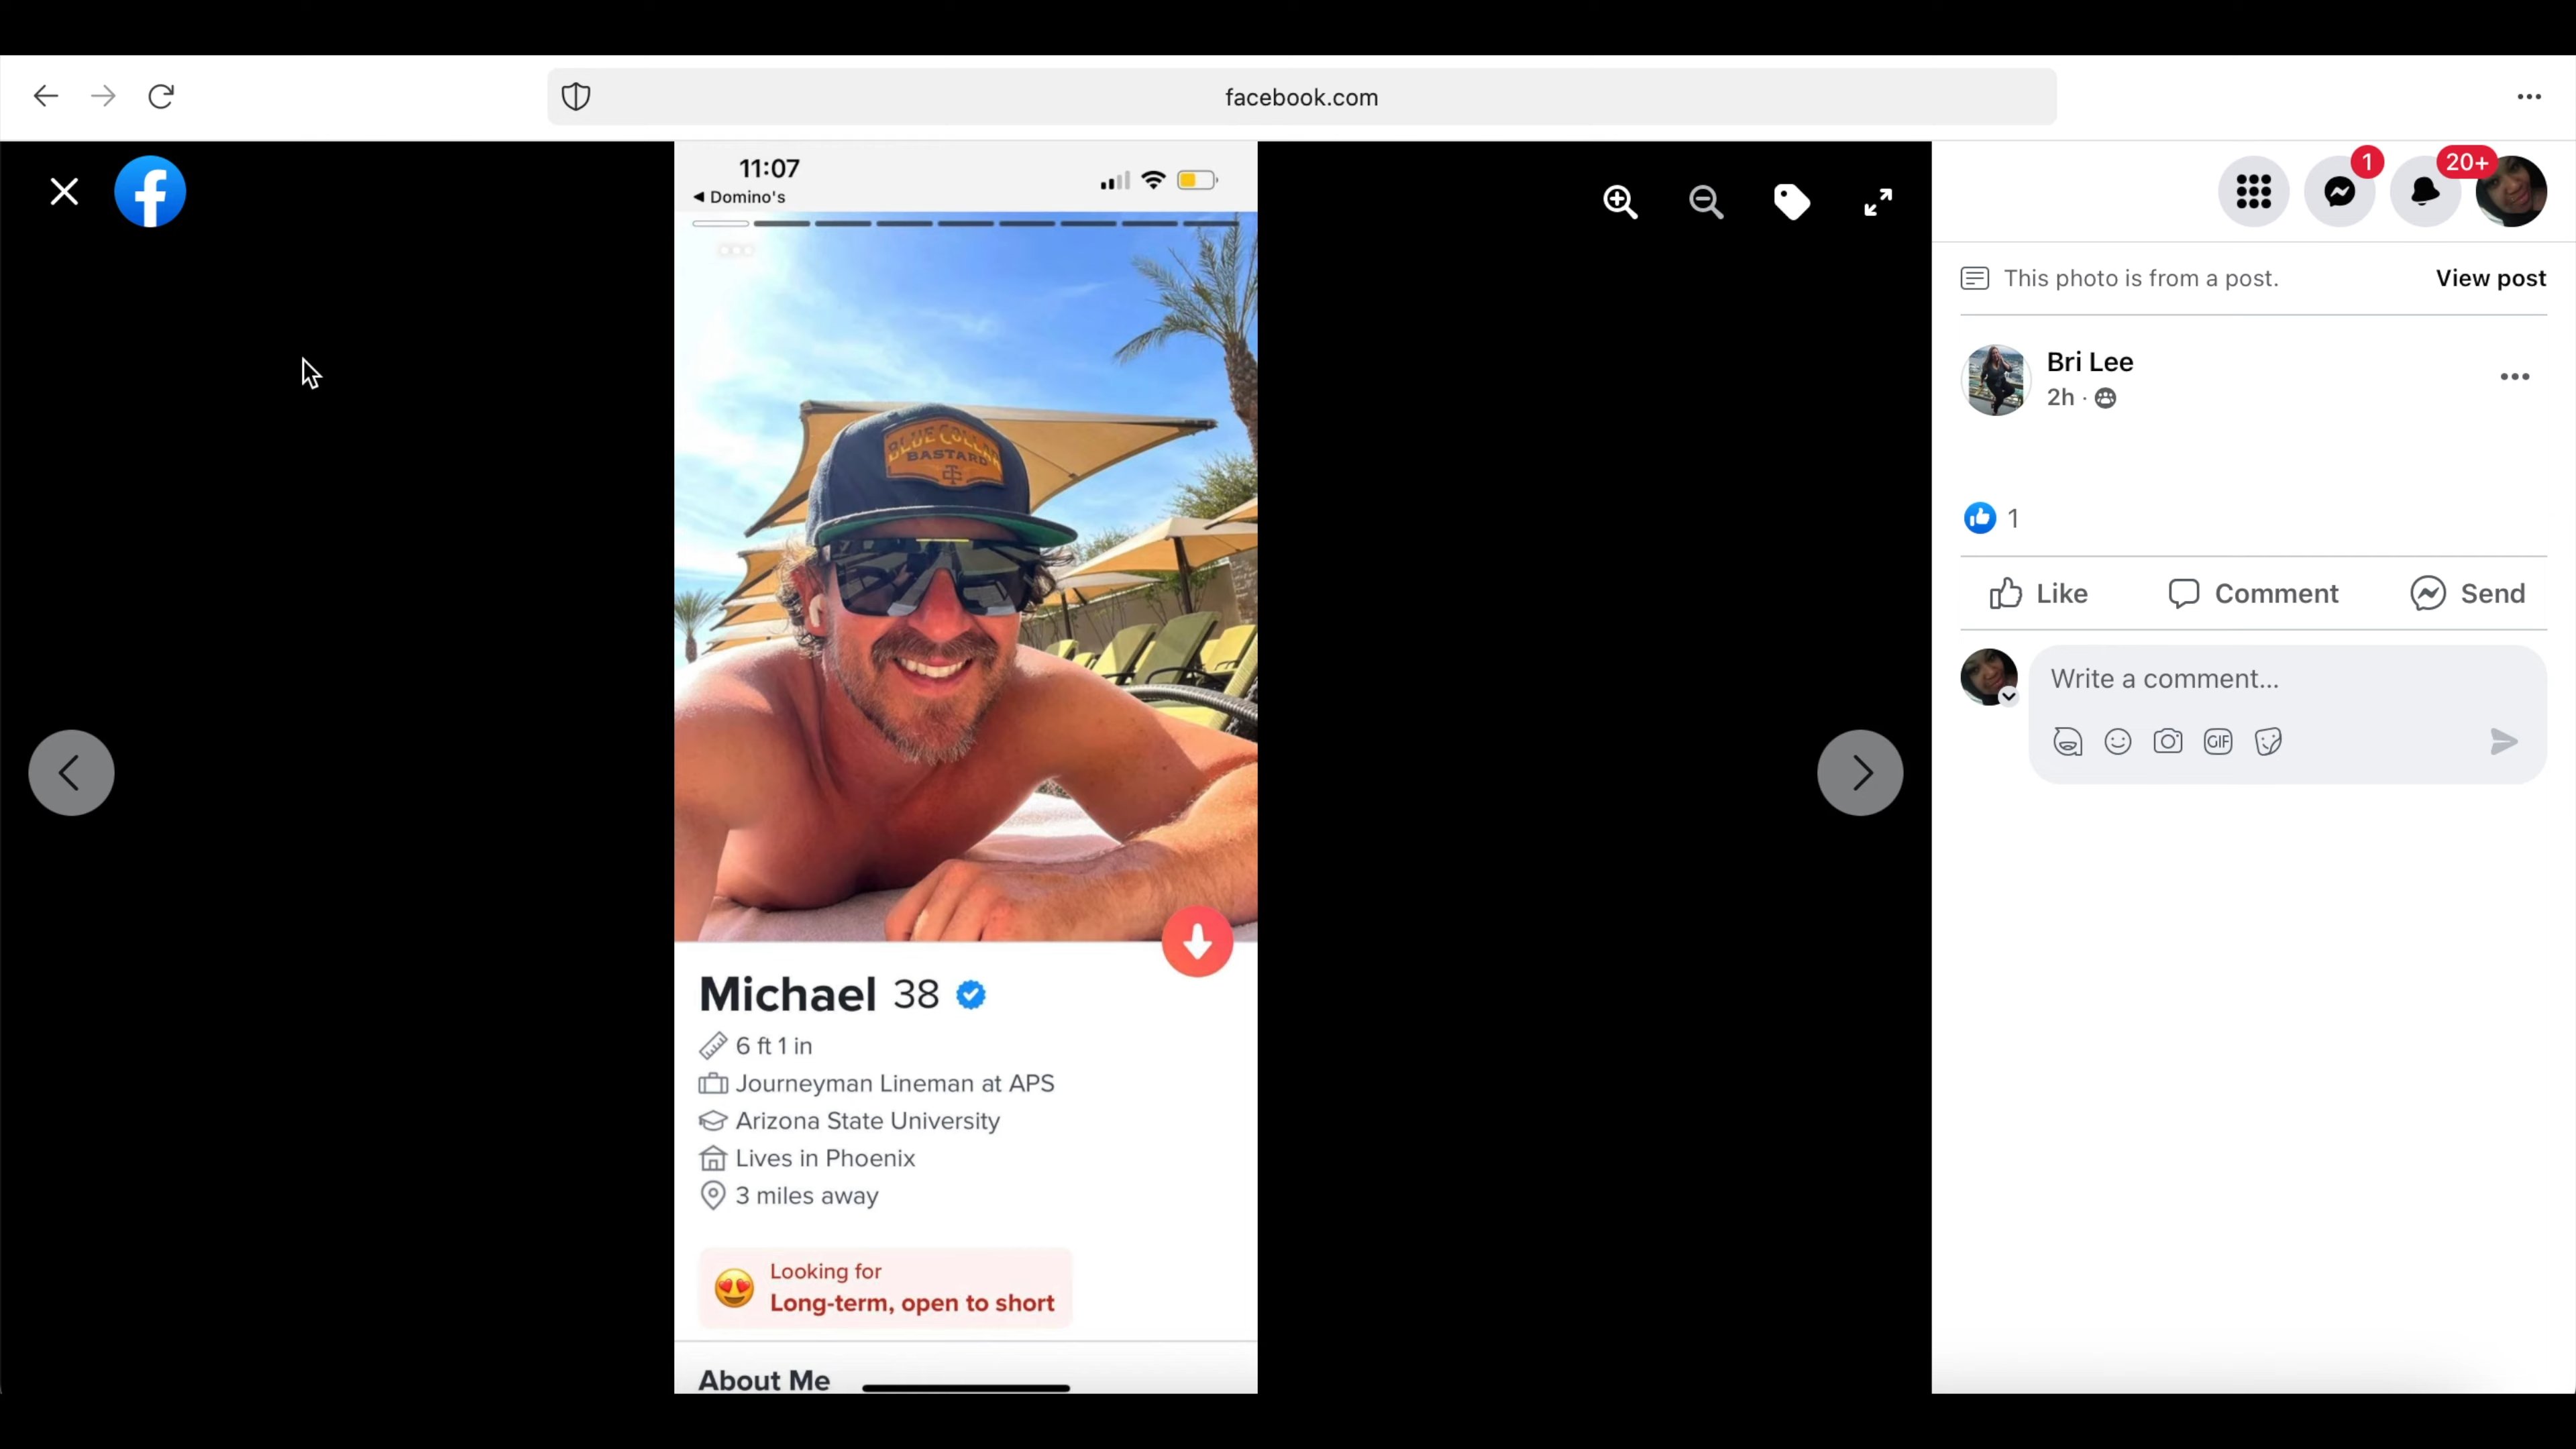 facebook.com
11:07
Domino's
BLUE COLLAR
BASTARD
Michael 38
6 ft 1 in
Journeyman Lineman at APS
Arizona State University
Lives in Phoenix
3 miles away
Looking for
Long-term, open to short
About Me
1
20+
This photo is from a post.
View post
Bri Lee
2h ·
1
Like
Comment
Send
Write a comment...
GIF